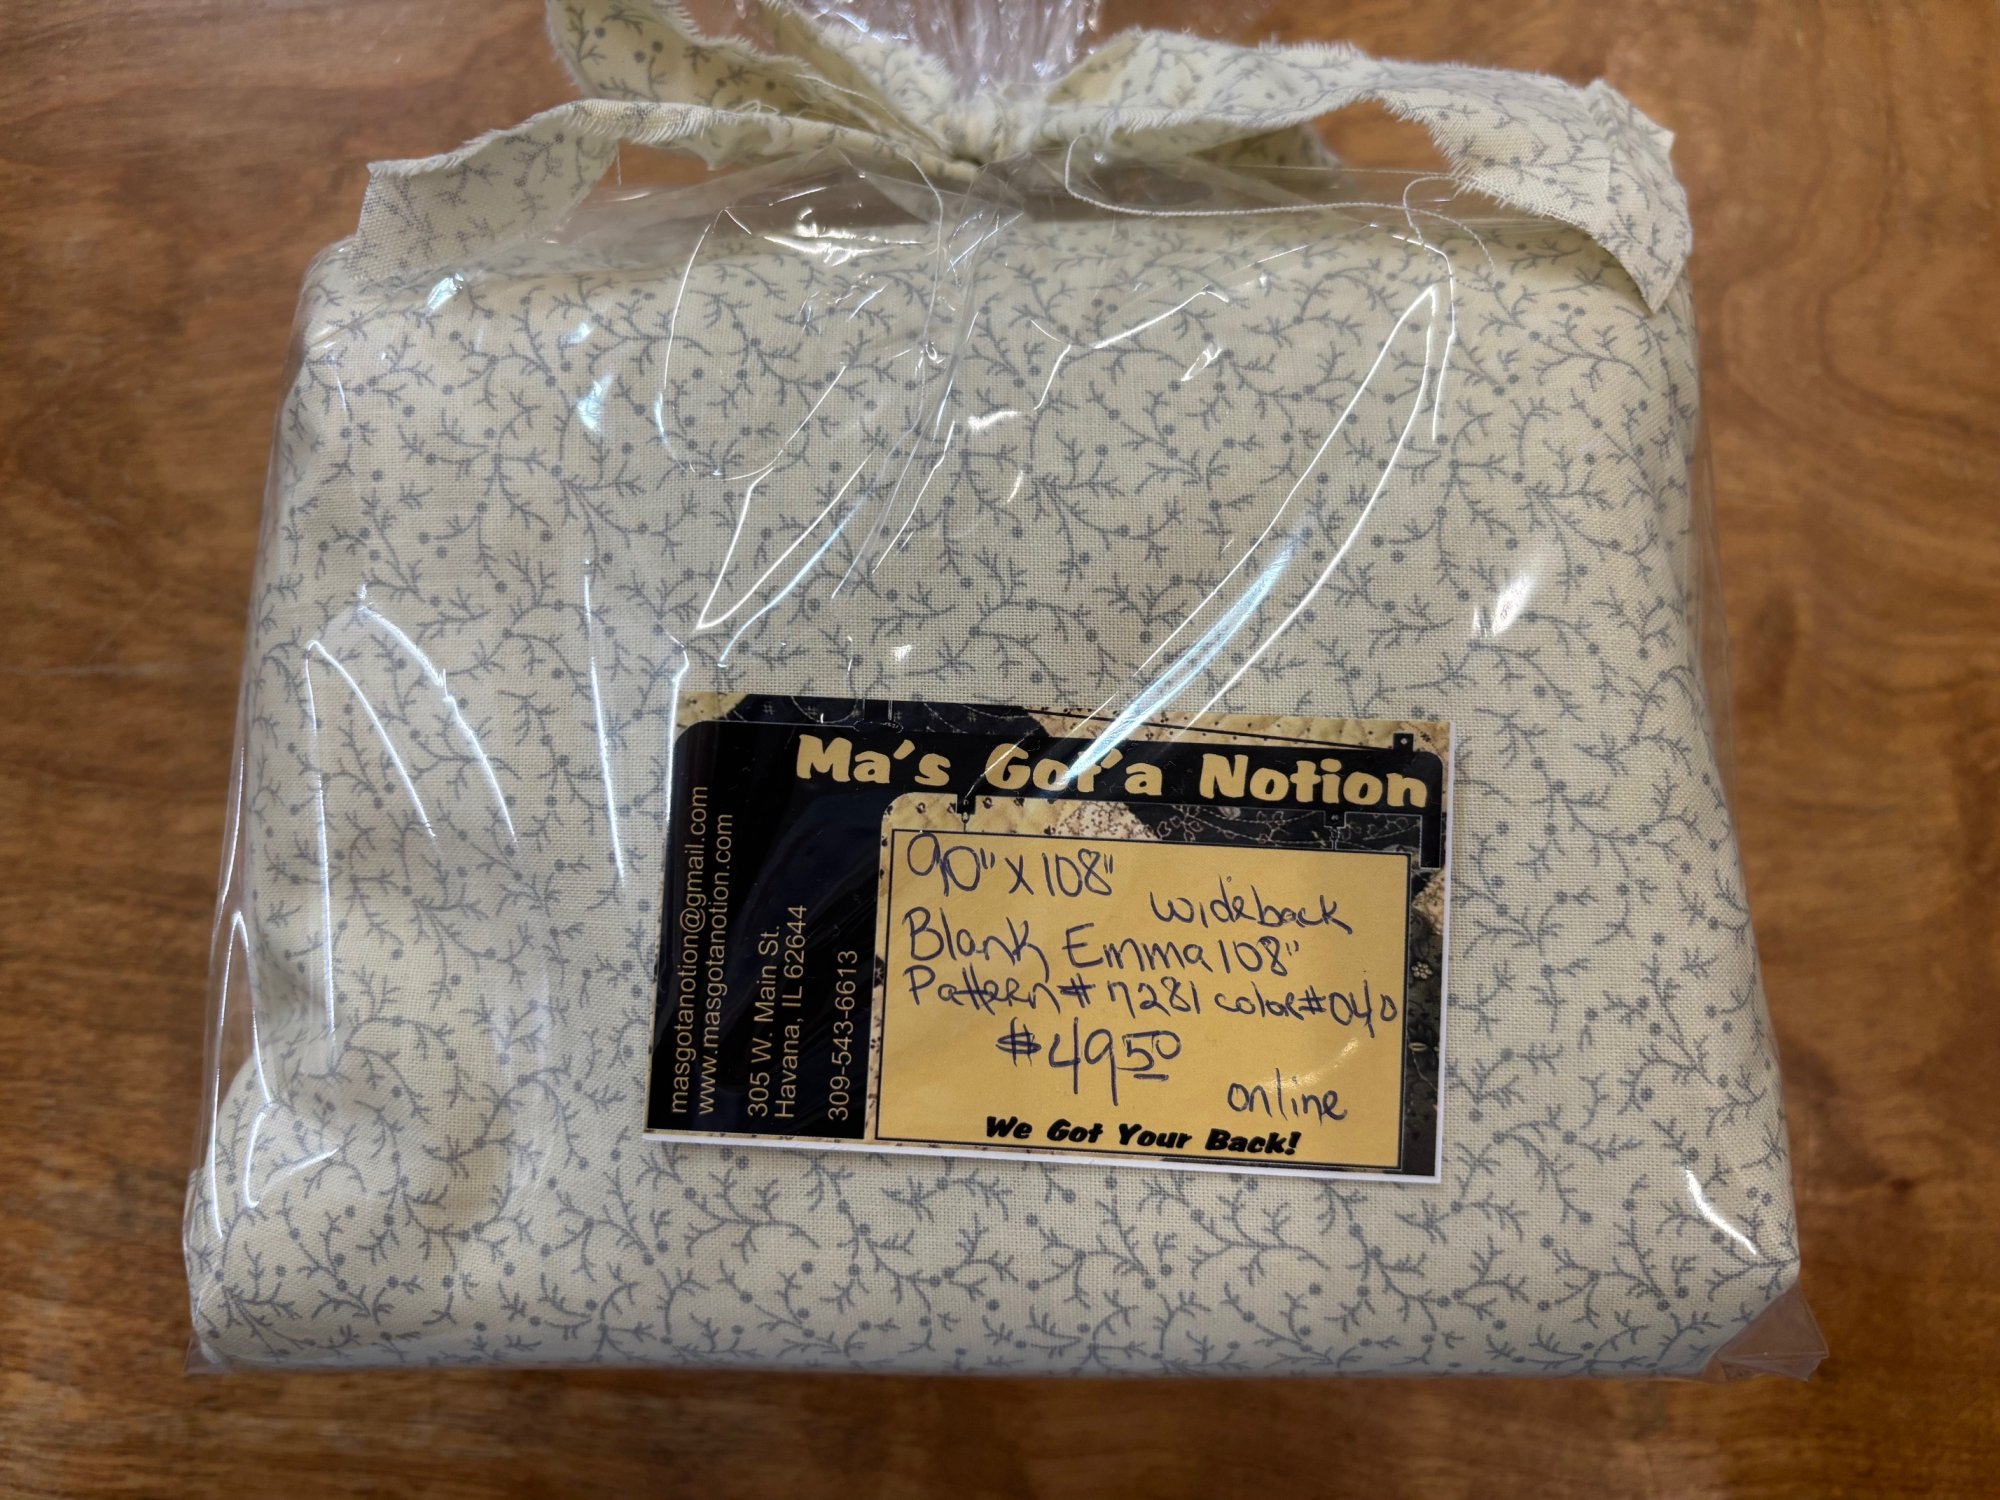 Ma's Got'a Notion
masgotanotion@gmail.com
www.masgotanotion.com
305 W. Main St.
Havana, IL 62644
309-543-6613
90" x 108"
wideback
Blank Emma 108"
Pattern # 7281 color #040
$49.50
online
We Got Your Back!